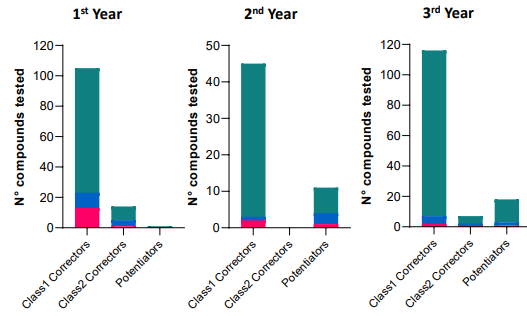 1st Year
2nd Year
3rd Year
N° compounds tested
120
100
80
60
40
20
0
Class1 Correctors
Class2 Correctors
Potentiators
N° compounds tested
50
40
30
20
10
0
Class1 Correctors
Class2 Correctors
Potentiators
N° compounds tested
120
100
80
60
40
20
0
Class1 Correctors
Class2 Correctors
Potentiators